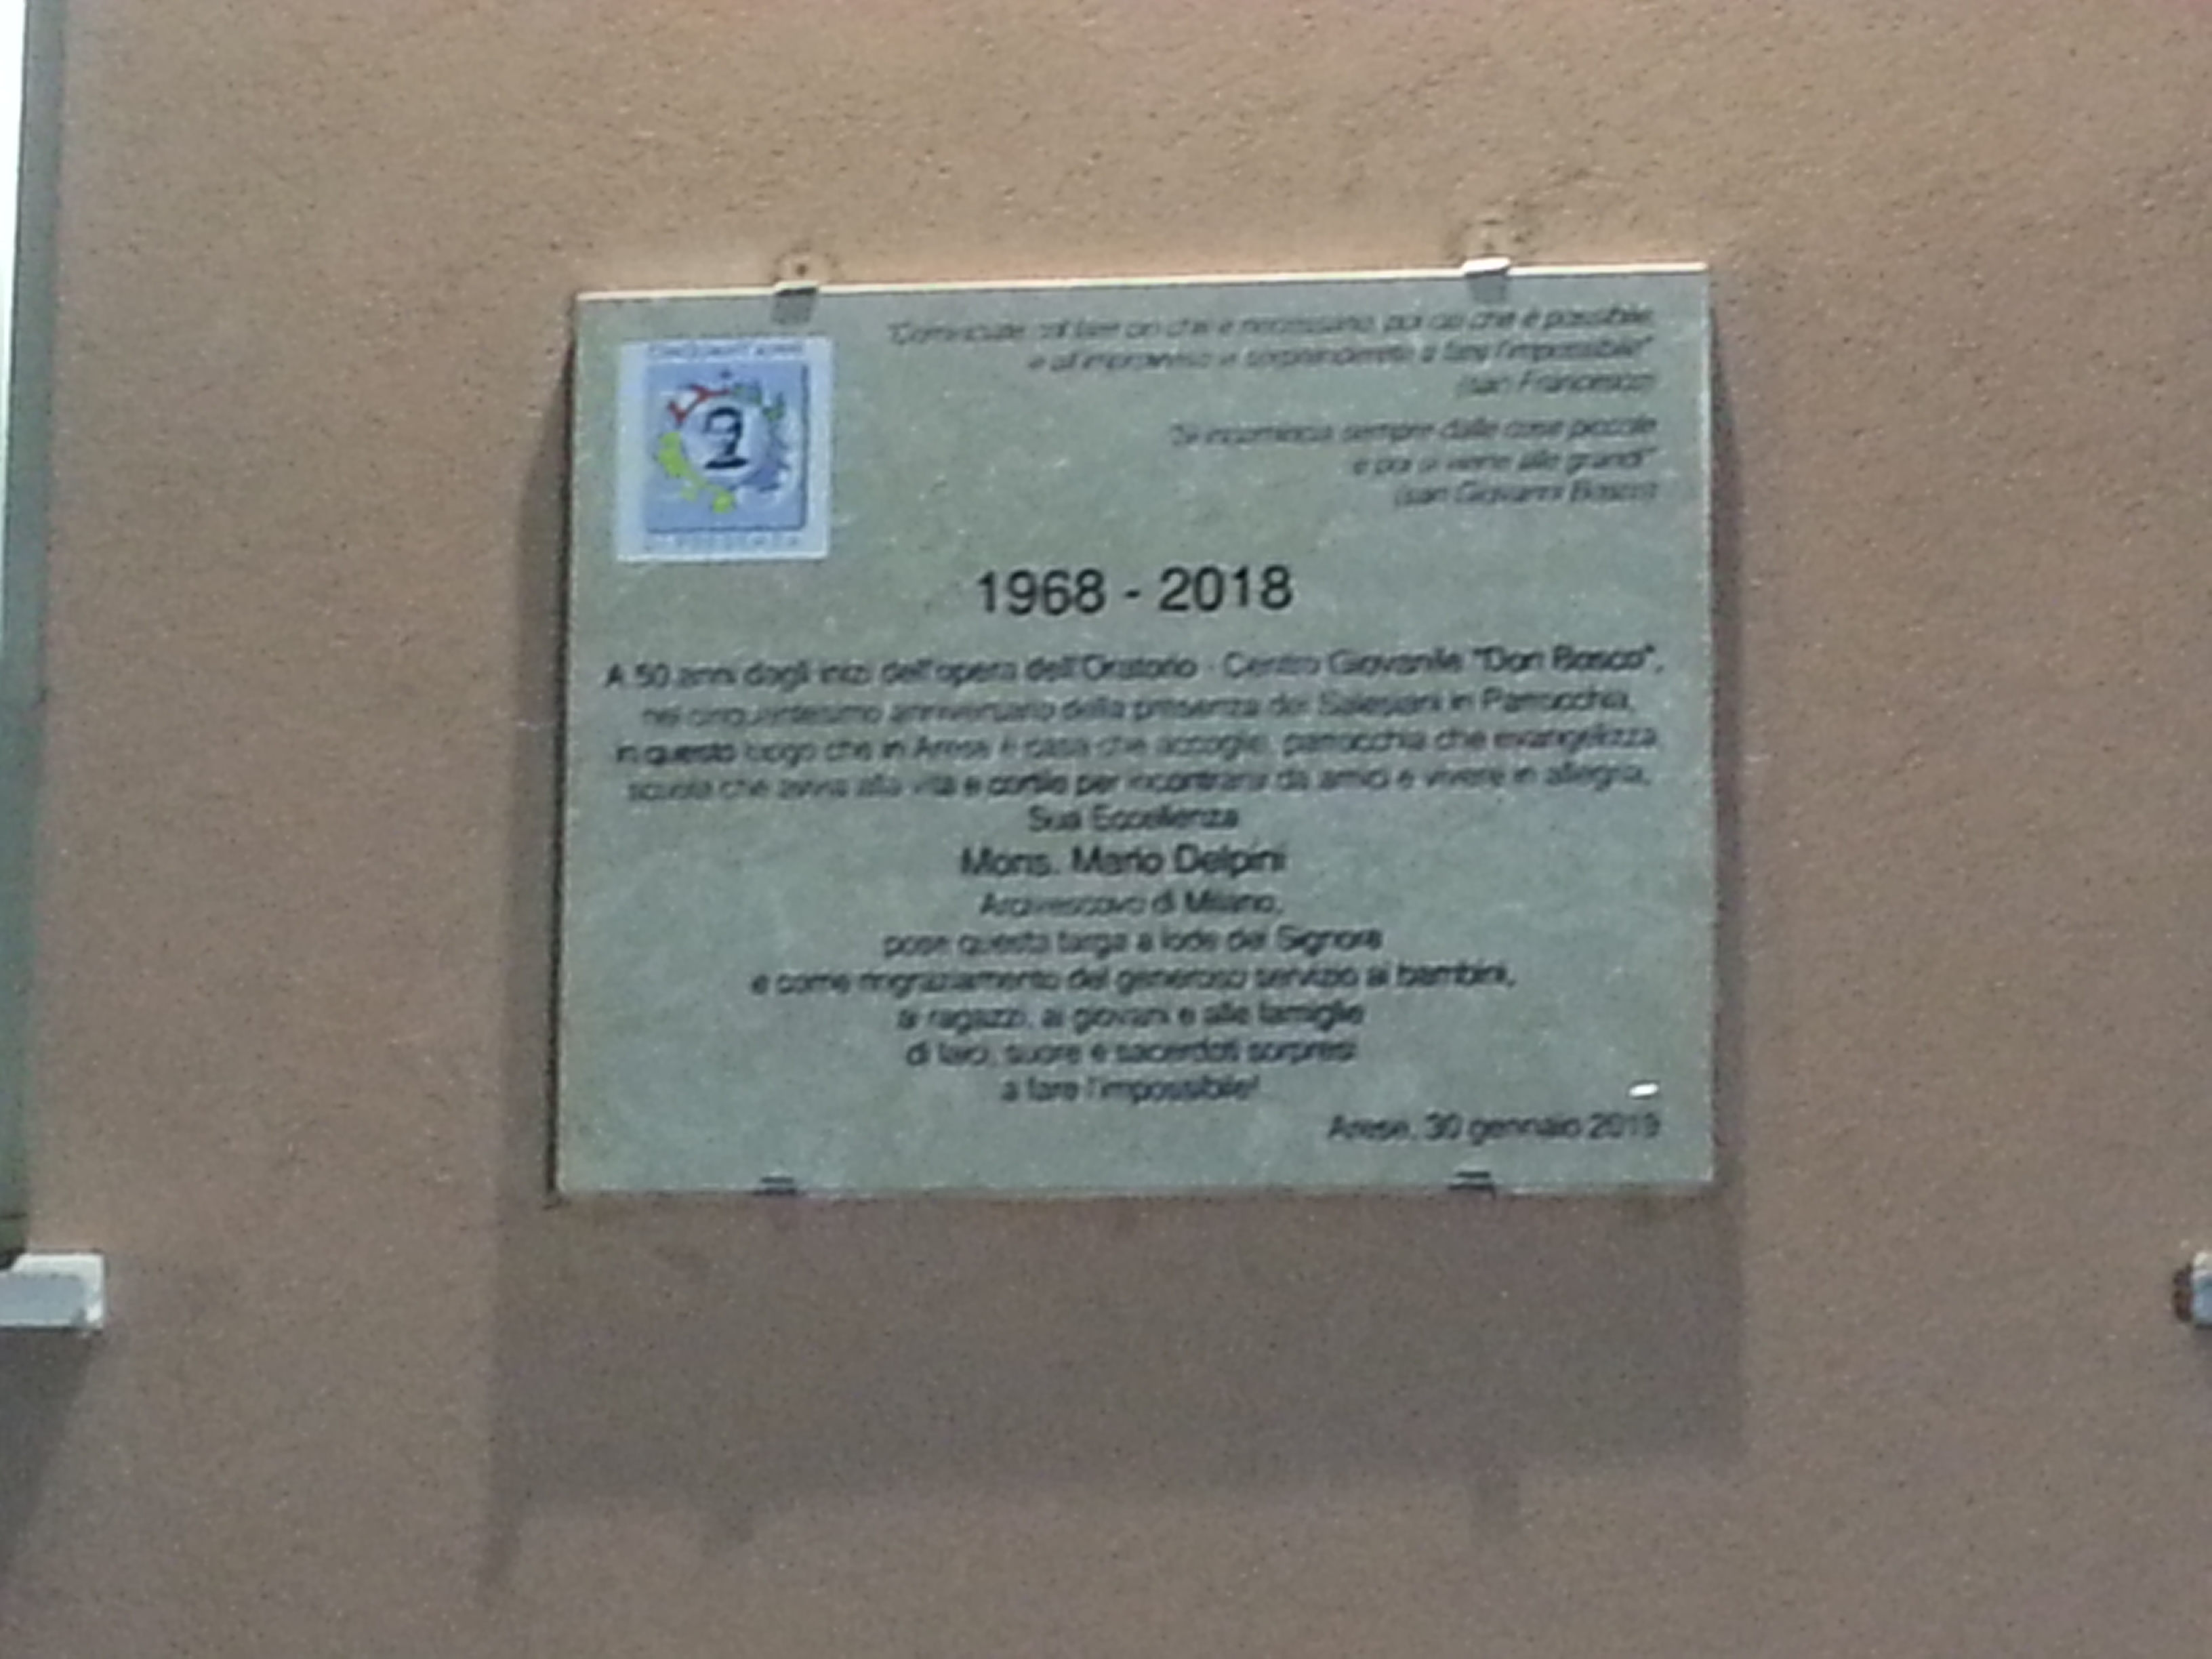 "Cominciate col fare ciò che è necessario, poi ciò che è possibile
e all'improvviso vi sorprenderete a fare l'impossibile"
(san Francesco)
"Si incomincia sempre dalle cose piccole
e poi si viene alle grandi"
(san Giovanni Bosco)
1968 - 2018
A 50 anni dagli inizi dell'opera dell'Oratorio - Centro Giovanile "Don Bosco",
nel cinquantesimo anniversario della presenza dei Salesiani in Parrocchia,
in questo luogo che in Arese è casa che accoglie, parrocchia che evangelizza
scuola che avvia alla vita e cortile per incontrarsi da amici e vivere in allegria,
Sua Eccellenza
Mons. Mario Delpini
Arcivescovo di Milano,
pose questa targa a lode del Signore
e come ringraziamento del generoso servizio ai bambini,
ai ragazzi, ai giovani e alle famiglie
di laici, suore e sacerdoti sorpresi
a fare l'impossibile!
Arese, 30 gennaio 2019